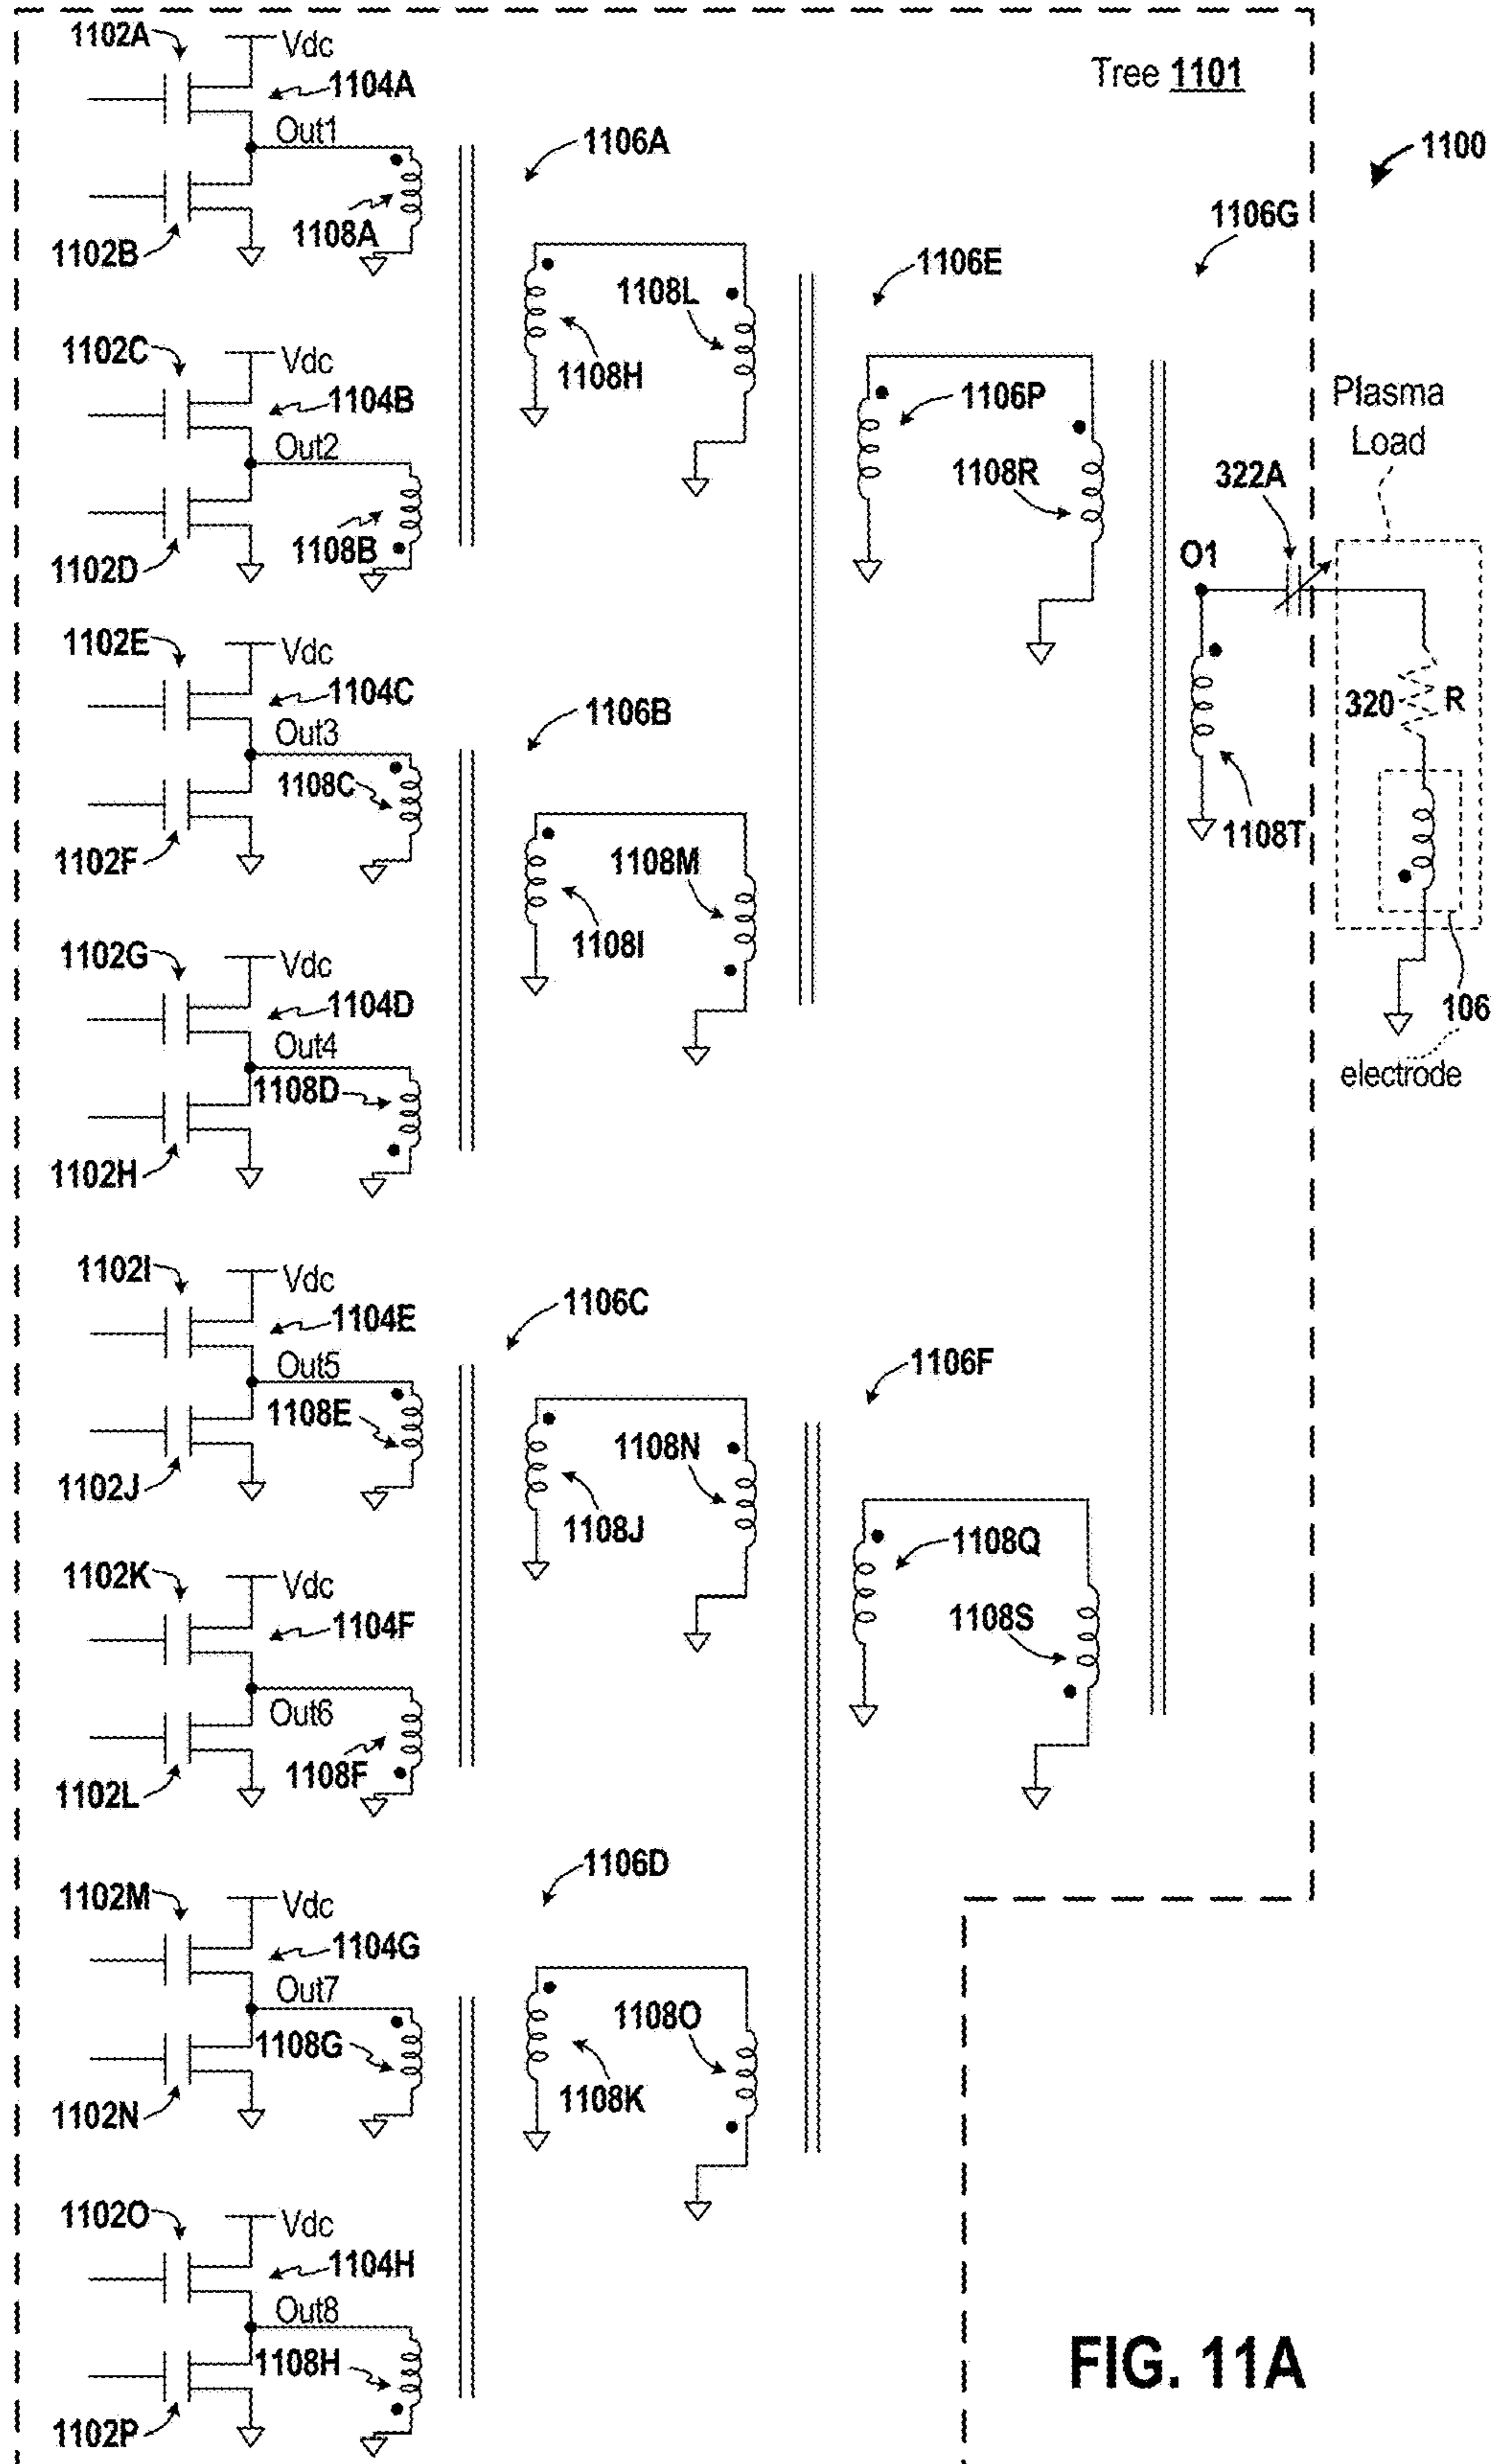 1102A
Vdc
1104A
Tree 1101
Out1
1106A
1100
1108A
1102B
1106G
1106E
1108L
1102C
Vdc
1104B
1108H
1106P
Plasma
Load
Out2
1108R
322A
1108B
1102D
O1
1102E
Vdc
1104C
1106B
320
R
Out3
1108C
1102F
1108M
1108T
1108I
1102G
Vdc
1104D
106
Out4
electrode
1108D
1102H
1102I
Vdc
1104E
1106C
Out5
1106F
1108E
1108N
1102J
1108J
1108Q
1102K
Vdc
1104F
1108S
Out6
1108F
1102L
1106D
1102M
Vdc
1104G
Out7
1108G
1108O
1102N
1108K
1102O
Vdc
1104H
Out8
1108H
1102P
FIG. 11A